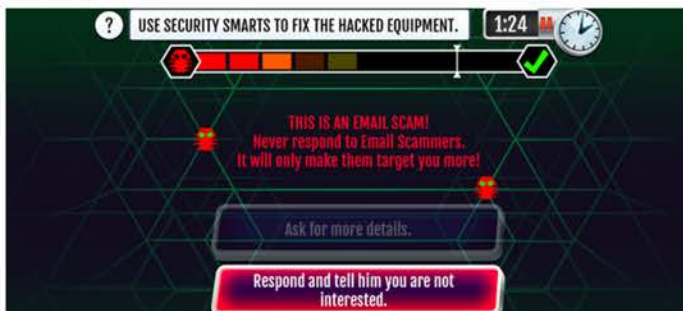 ?
USE SECURITY SMARTS TO FIX THE HACKED EQUIPMENT.
1:24
THIS IS AN EMAIL SCAM!
Never respond to Email Scammers.
It will only make them target you more!
Ask for more details.
Respond and tell him you are not
interested.